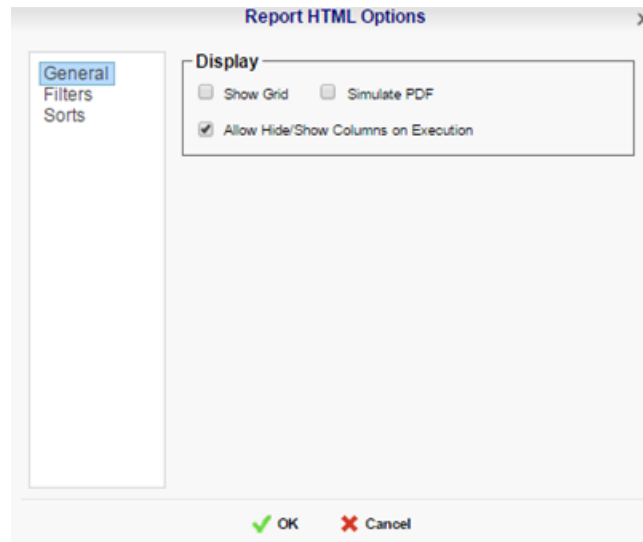 Report HTML Options
General
Filters
Sorts
Display
Show Grid Simulate PDF
Allow Hide/Show Columns on Execution
OK Cancel